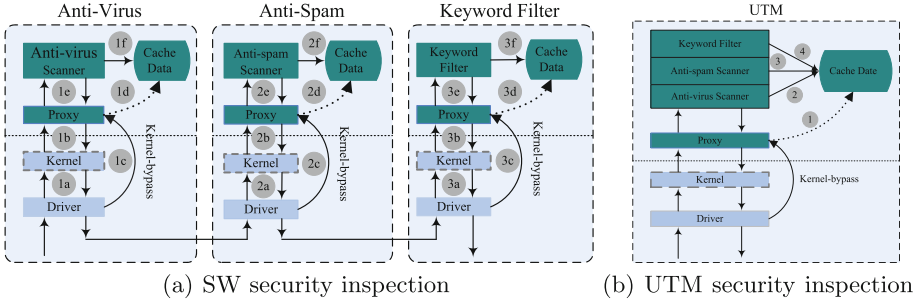 Anti-Virus
Anti-virus
Scanner
1f
Cache
Data
1e
1d
Proxy
1b
Kernel
1c
1a
Driver
Kernel-bypass
Anti-Spam
Anti-spam
Scanner
2f
Cache
Data
2e
2d
Proxy
2b
Kernel
2c
2a
Driver
Kernel-bypass
Keyword Filter
Keyword
Filter
3f
Cache
Data
3e
3d
Proxy
3b
Kernel
3c
3a
Driver
Kernel-bypass
(a) SW security inspection
UTM
Keyword Filter
4
Anti-spam Scanner
3
Cache Date
Anti-virus Scanner
2
1
Proxy
Kernel
Kernel-bypass
Driver
(b) UTM security inspection